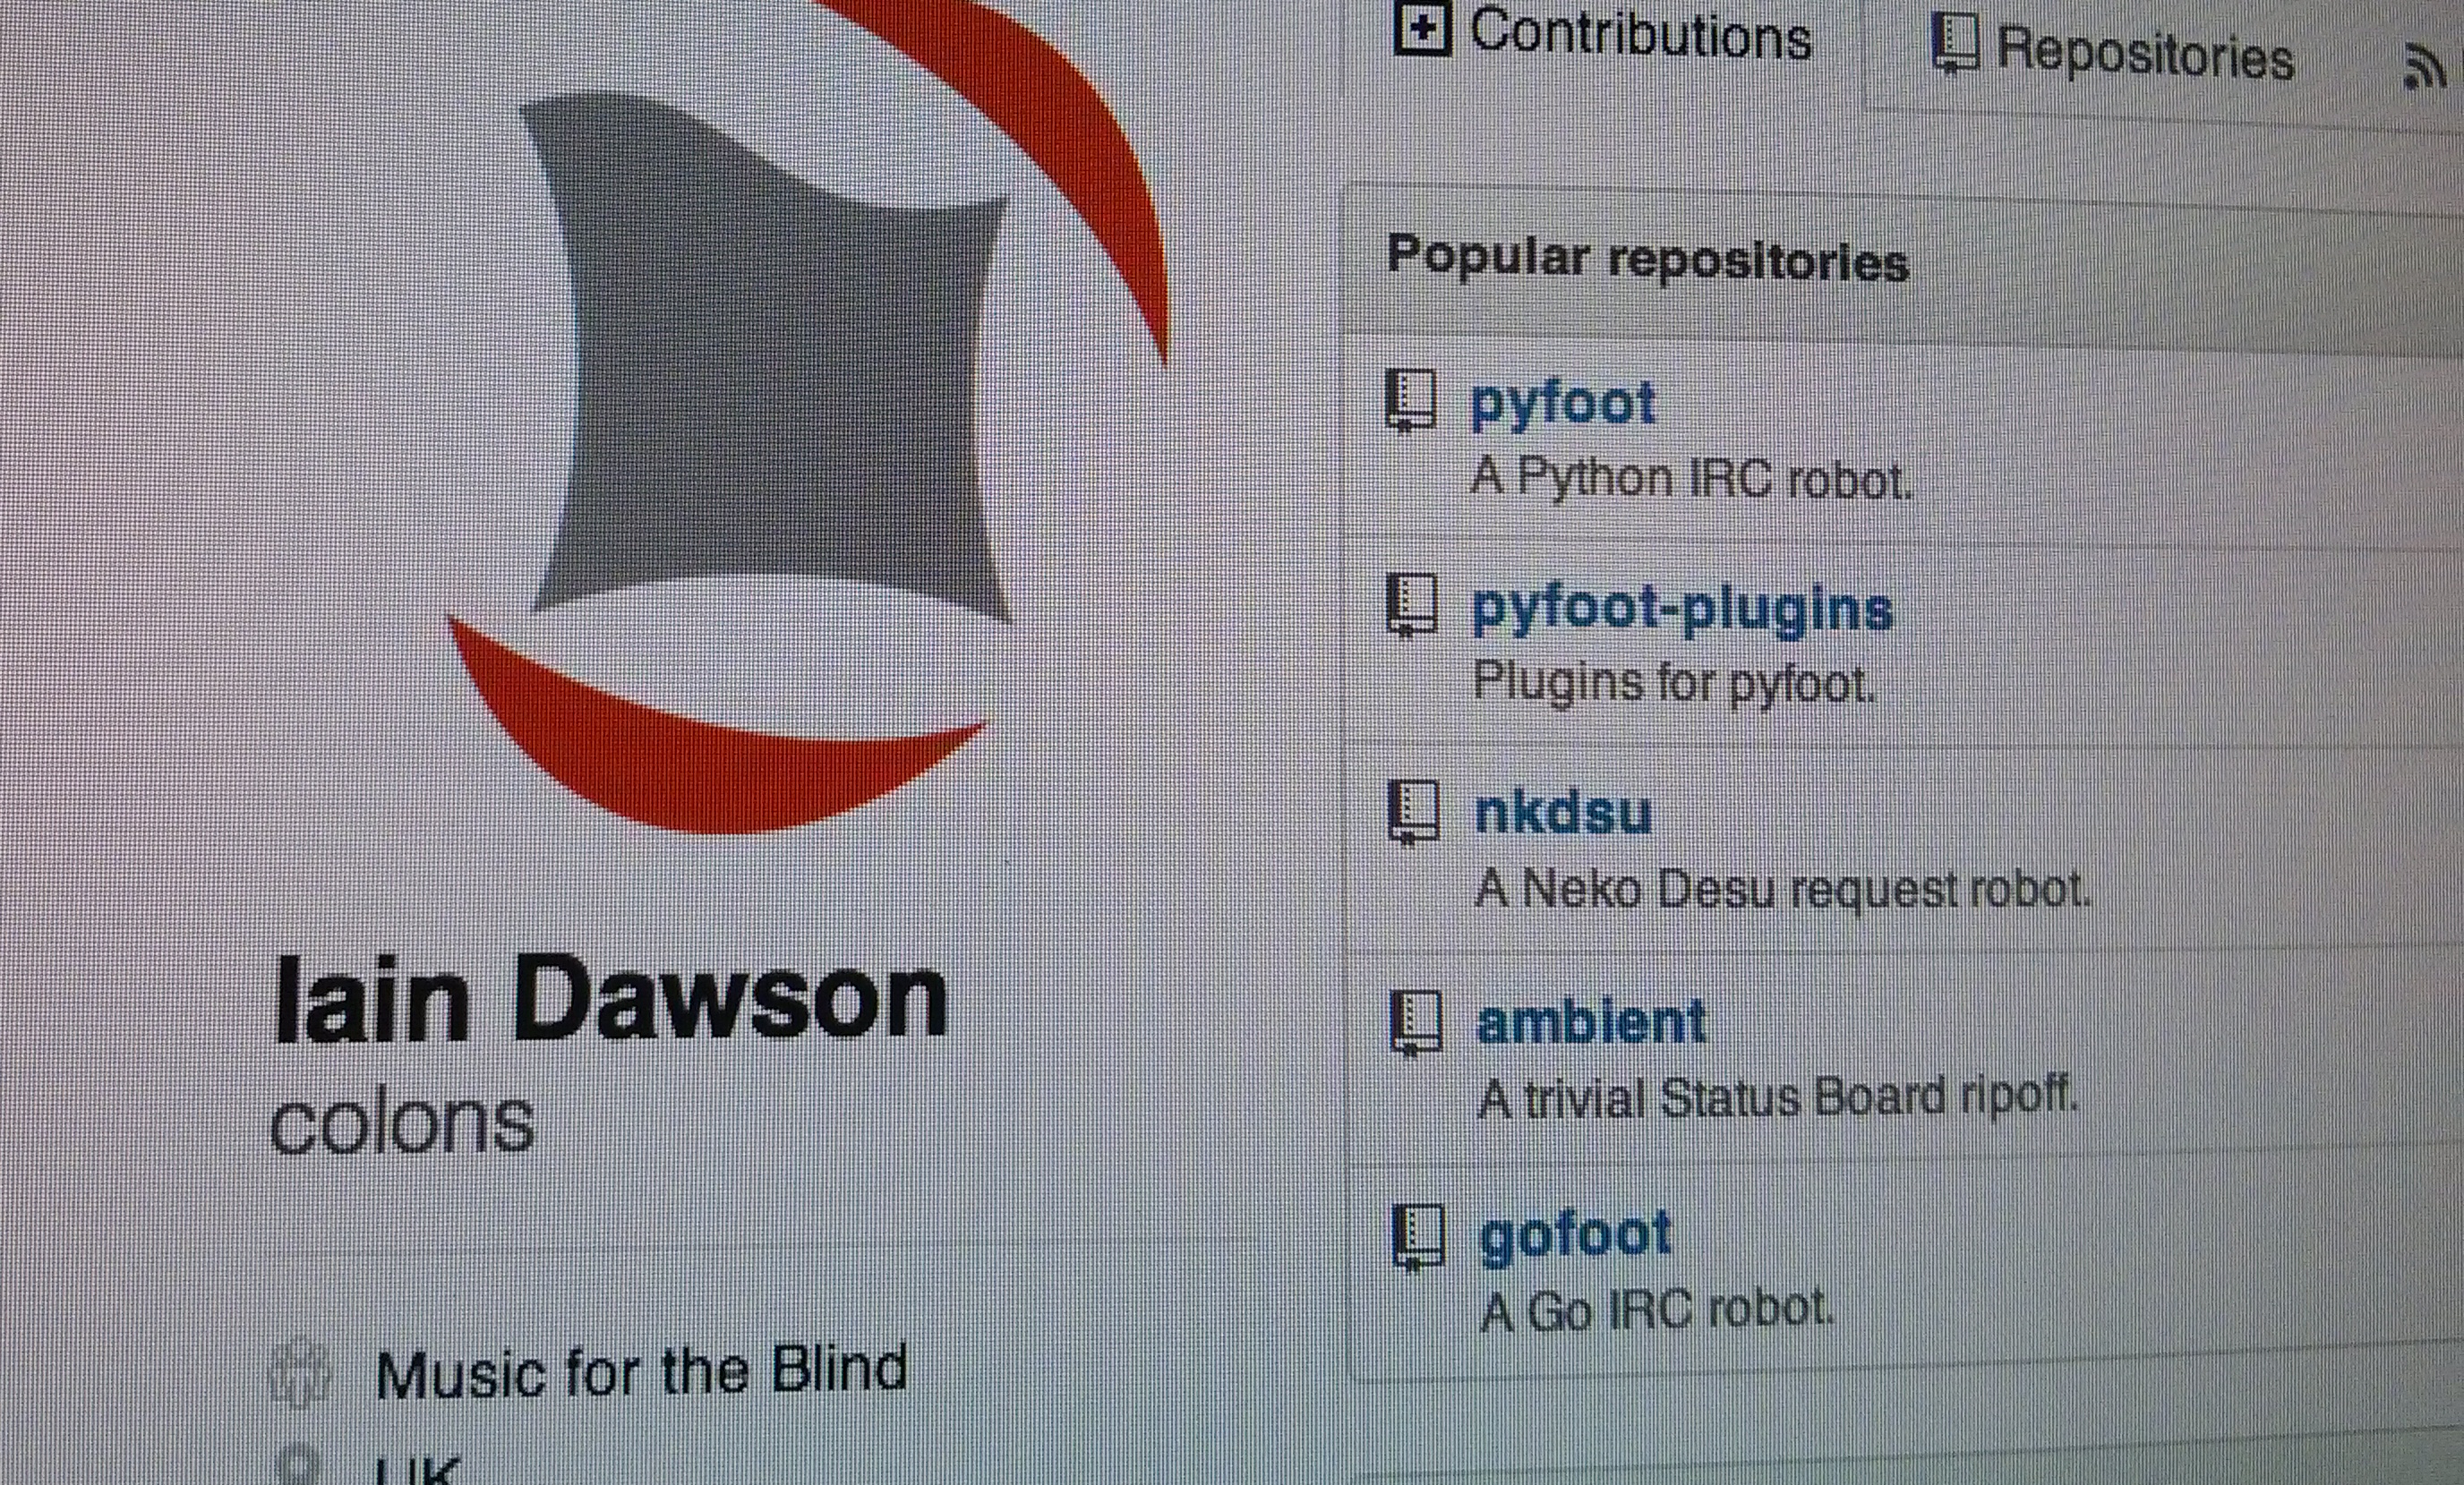 Contributions
Repositories
Popular repositories
pyfoot
A Python IRC robot.
pyfoot-plugins
Plugins for pyfoot.
nkdsu
A Neko Desu request robot.
ambient
A trivial Status Board ripoff.
gofoot
A Go IRC robot.
Iain Dawson
colons
Music for the Blind
UK